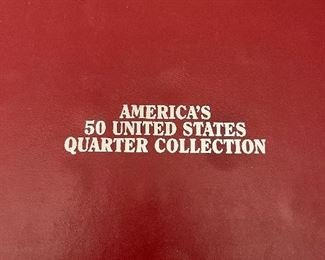 AMERICA'S
50 UNITED STATES
QUARTER COLLECTION